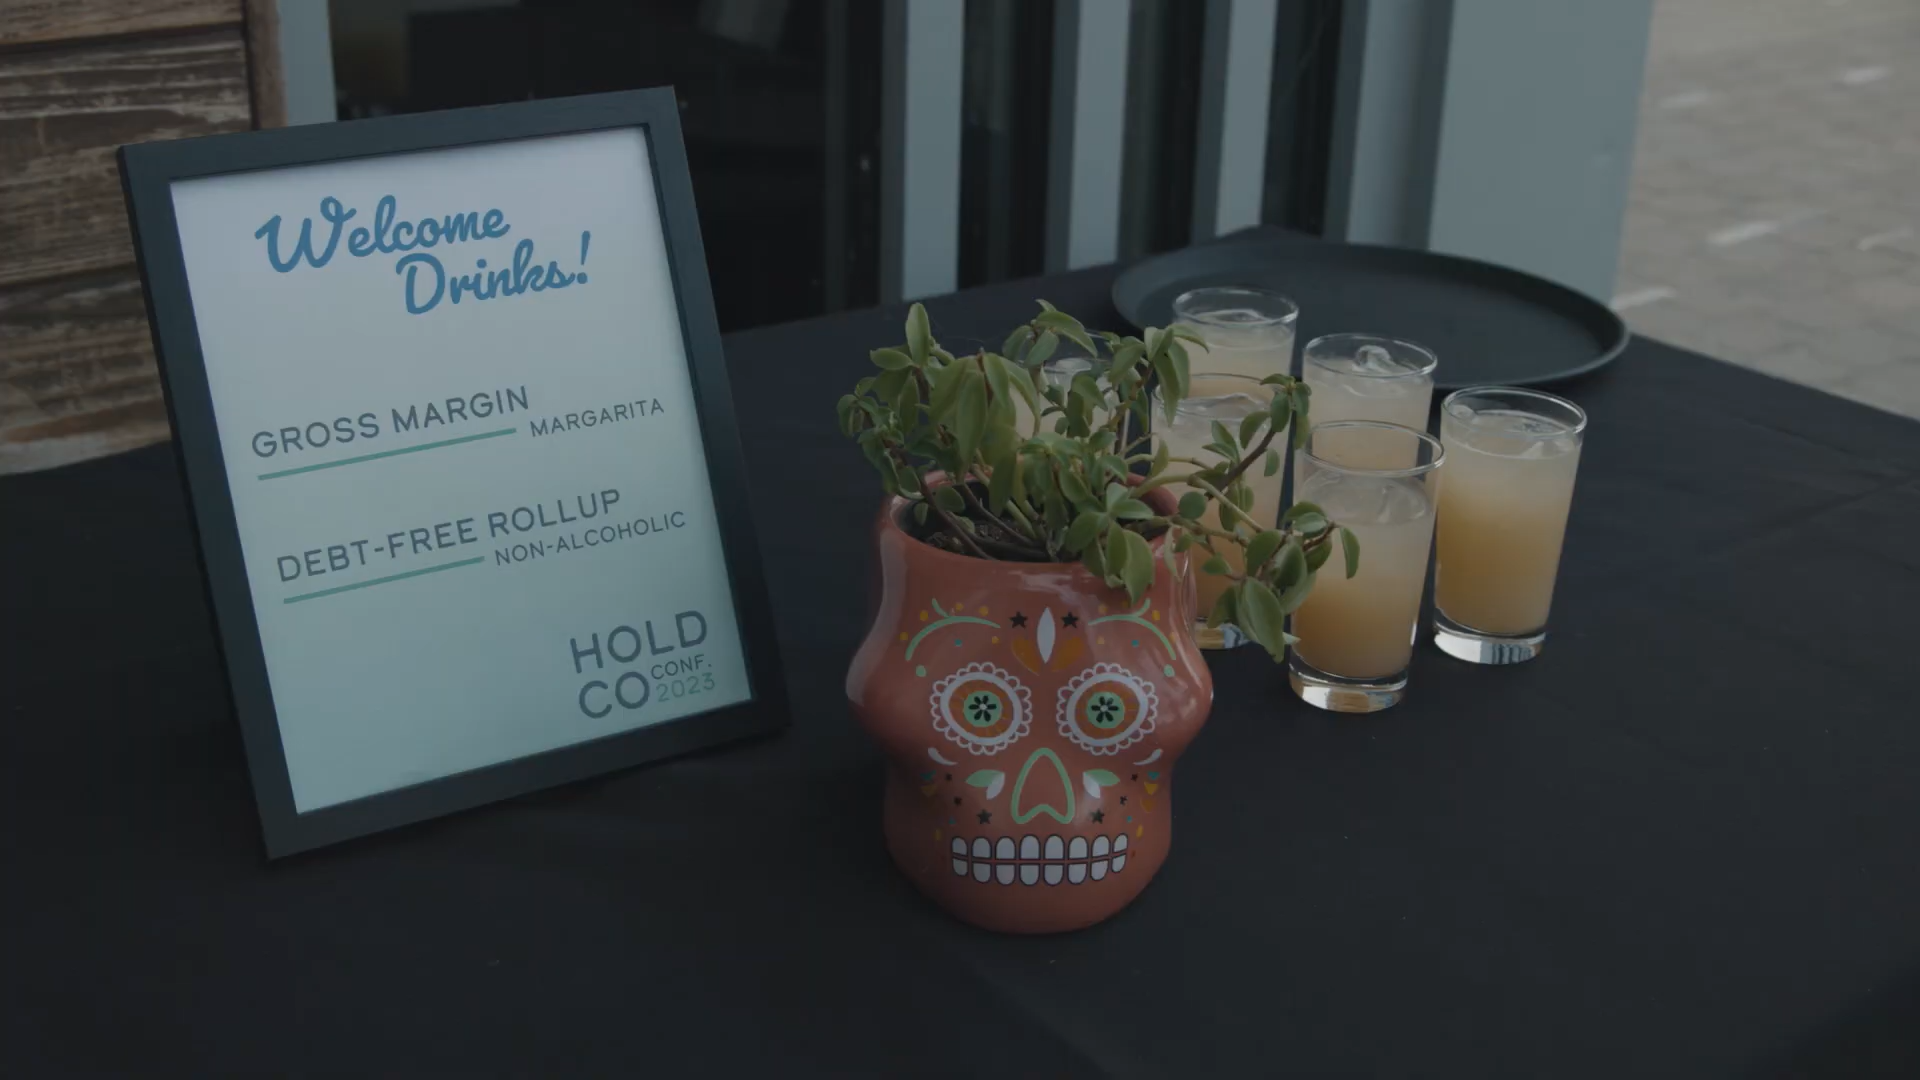 Welcome
Drinks!
GROSS MARGIN
MARGARITA
DEBT-FREE ROLLUP
NON-ALCOHOLIC
HOLD
CO CONF.
2023